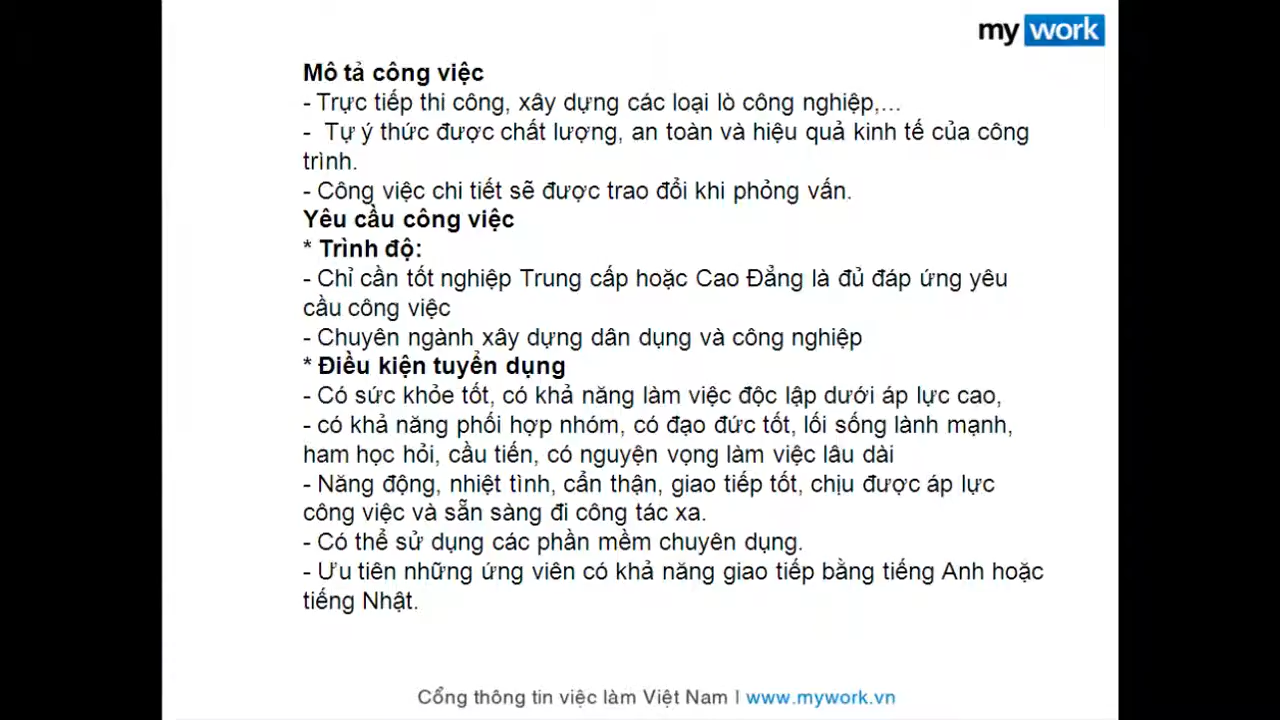 my work
Mô tả công việc
- Trực tiếp thi công, xây dựng các loại lò công nghiệp,...
- Tự ý thức được chất lượng, an toàn và hiệu quả kinh tế của công
trình.
- Công việc chi tiết sẽ được trao đổi khi phỏng vấn.
Yêu cầu công việc
* Trình độ:
- Chỉ cần tốt nghiệp Trung cấp hoặc Cao Đẳng là đủ đáp ứng yêu
cầu công việc
- Chuyên ngành xây dựng dân dụng và công nghiệp
* Điều kiện tuyển dụng
- Có sức khỏe tốt, có khả năng làm việc độc lập dưới áp lực cao,
- có khả năng phối hợp nhóm, có đạo đức tốt, lối sống lành mạnh,
ham học hỏi, cầu tiến, có nguyện vọng làm việc lâu dài
- Năng động, nhiệt tình, cẩn thận, giao tiếp tốt, chịu được áp lực
công việc và sẵn sàng đi công tác xa.
- Có thể sử dụng các phần mềm chuyên dụng.
- Ưu tiên những ứng viên có khả năng giao tiếp bằng tiếng Anh hoặc
tiếng Nhật.
Cổng thông tin việc làm Việt Nam | www.mywork.vn